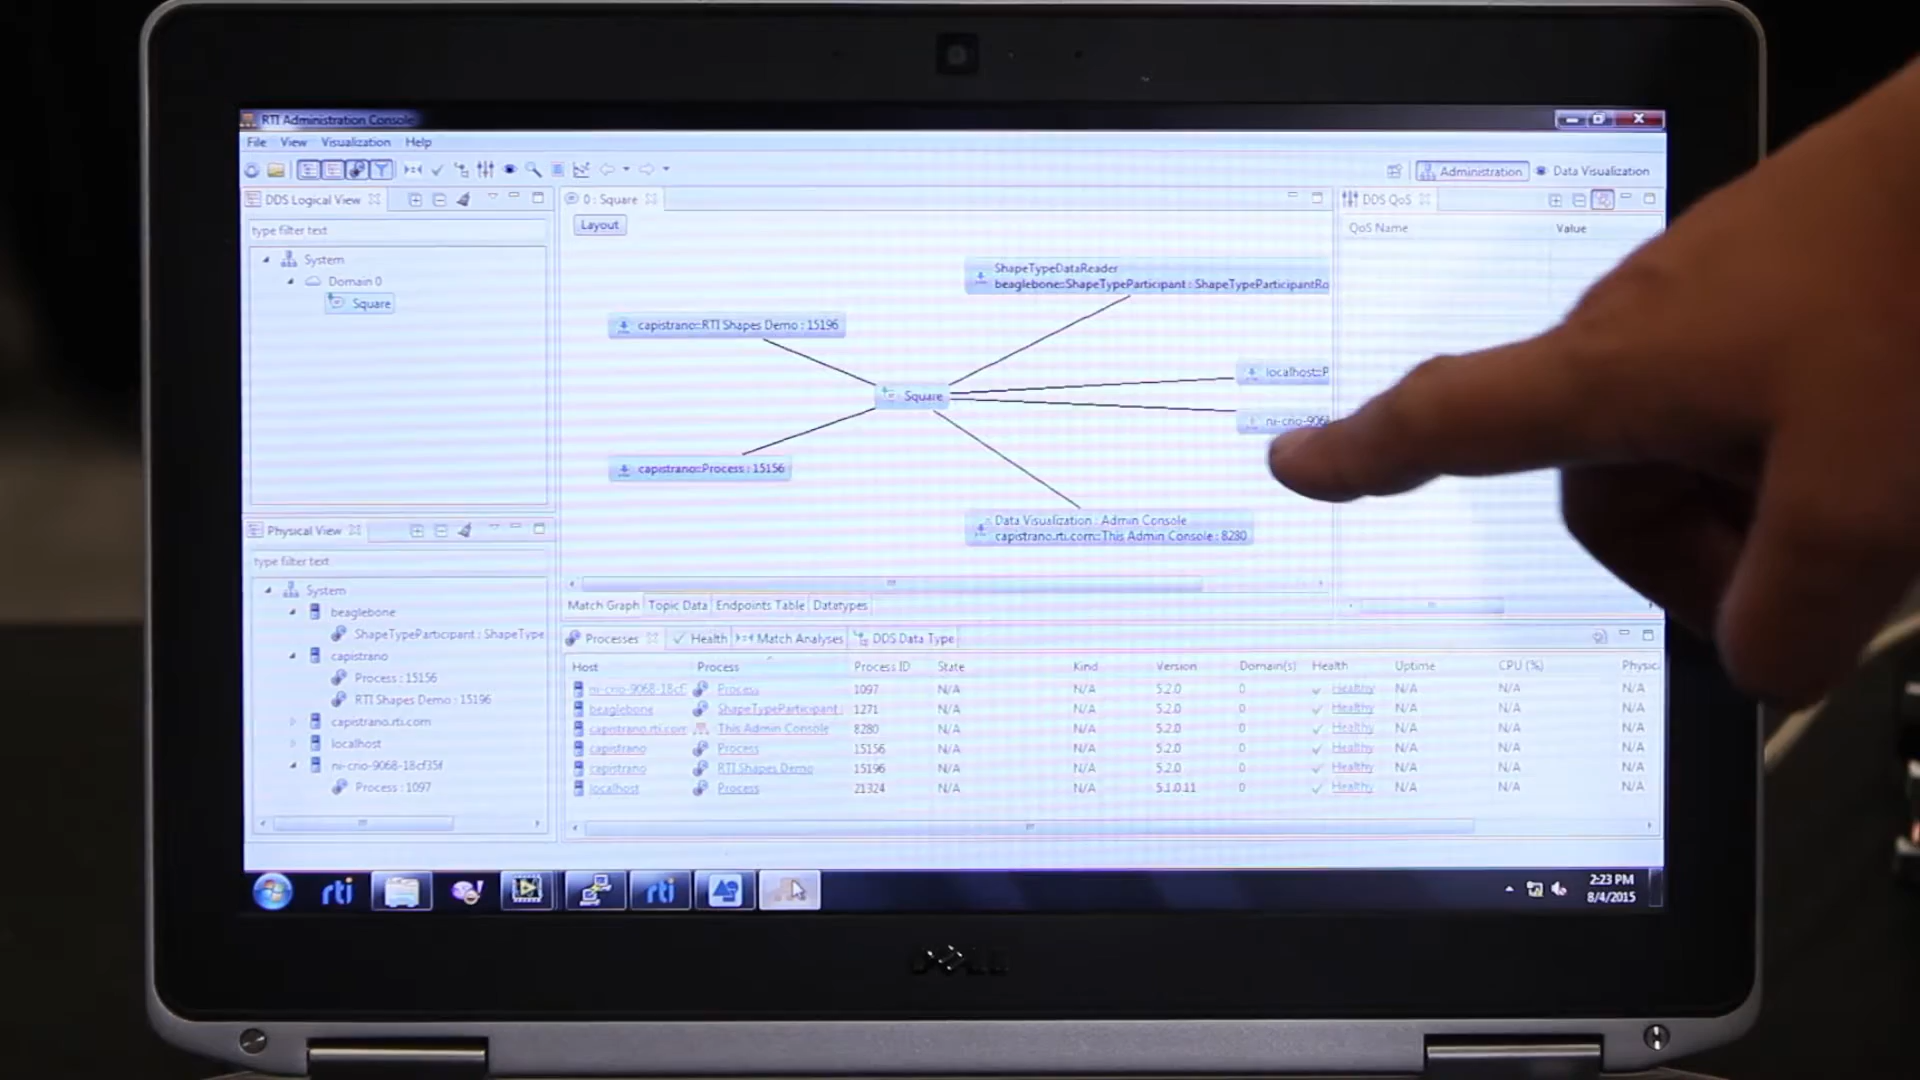 RTI Administration Console
File View Visualization Help
Administration Data Visualization
DDS Logical View
type filter text
System
Domain 0
Square
0 : Square
Layout
ShapeTypeDataReader
beaglebone::ShapeTypeParticipant : ShapeTypeParticipantRo
capistrano::RTI Shapes Demo : 15196
localhost::P
Square
ni-crio-9068
capistrano::Process : 15156
Data Visualization : Admin Console
capistrano.rti.com::This Admin Console : 8280
Match Graph Topic Data Endpoints Table Datatypes
DDS QoS
QoS Name Value
Physical View
type filter text
System
beaglebone
ShapeTypeParticipant : ShapeType
capistrano
Process : 15156
RTI Shapes Demo : 15196
capistrano.rti.com
localhost
ni-crio-9068-18cf35f
Process : 1097
Processes Health Match Analyses DDS Data Type
Host Process Process ID State Kind Version Domain(s) Health Uptime CPU (%) Physic
ni-crio-9068-18cf3 Process 1097 N/A N/A 5.2.0 0 Healthy N/A N/A N/A
beaglebone ShapeTypeParticipant : 1271 N/A N/A 5.2.0 0 Healthy N/A N/A N/A
capistrano.rti.com This Admin Console 8280 N/A N/A 5.2.0 0 Healthy N/A N/A N/A
capistrano Process 15156 N/A N/A 5.2.0 0 Healthy N/A N/A N/A
capistrano RTI Shapes Demo 15196 N/A N/A 5.2.0 0 Healthy N/A N/A N/A
localhost Process 21324 N/A N/A 5.1.0.11 0 Healthy N/A N/A N/A
rti
rti
2:23 PM
8/4/2015
DELL